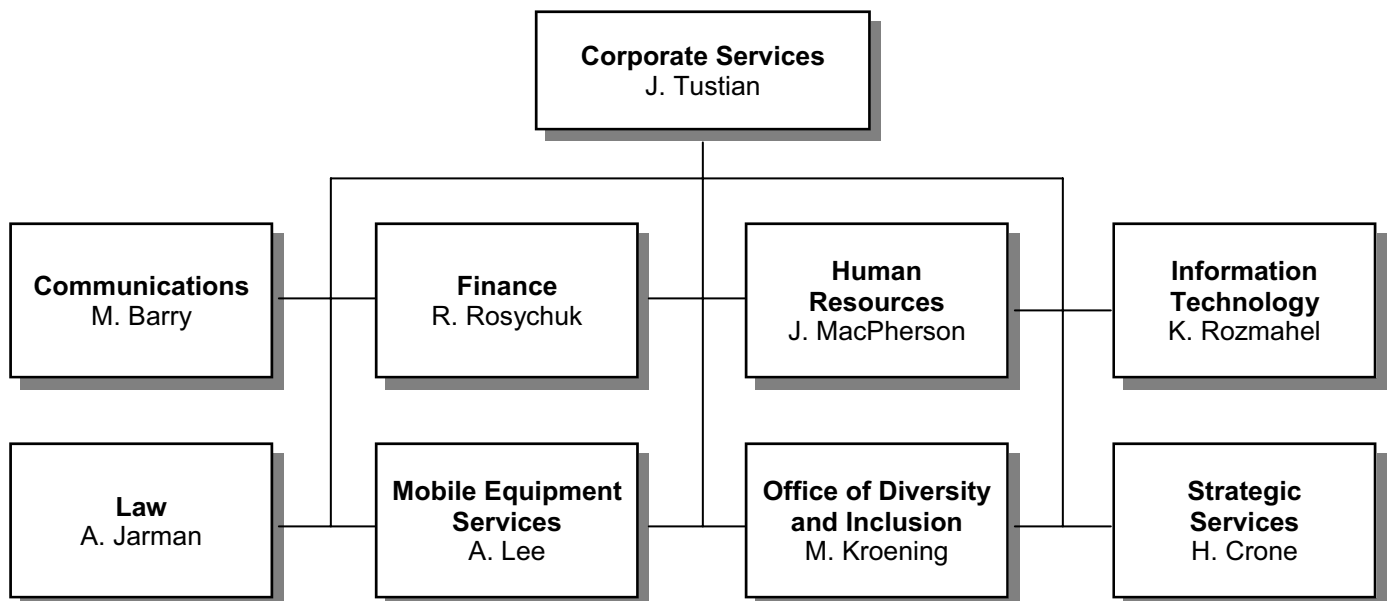 Corporate Services
J. Tustian
Communications
M. Barry
Finance
R. Rosychuk
Human
Resources
J. MacPherson
Information
Technology
K. Rozmahel
Law
A. Jarman
Mobile Equipment
Services
A. Lee
Office of Diversity
and Inclusion
M. Kroening
Strategic
Services
H. Crone